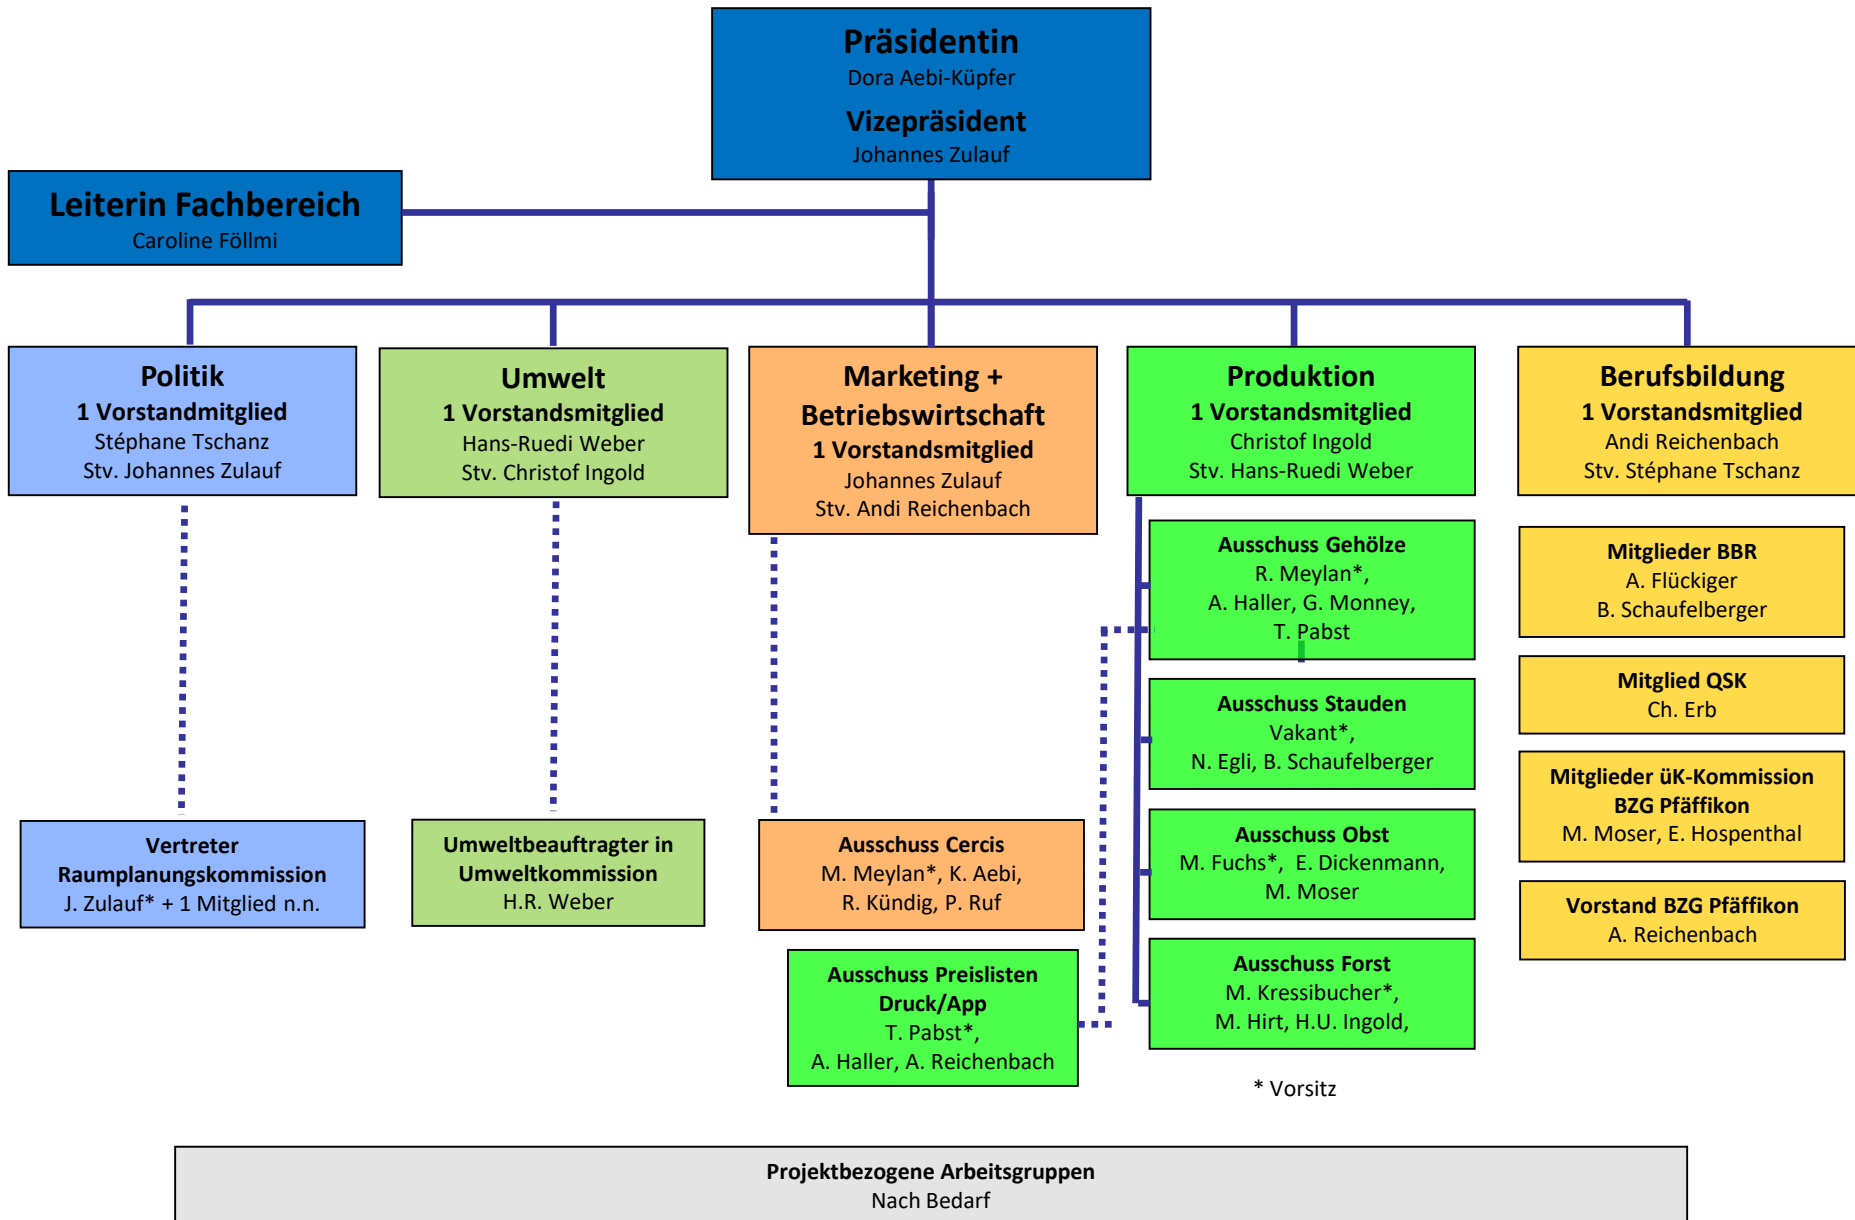 Präsidentin
Dora Aebi-Küpfer
Vizepräsident
Johannes Zulauf
Leiterin Fachbereich
Caroline Föllmi
Politik
1 Vorstandmitglied
Stéphane Tschanz
Stv. Johannes Zulauf
Umwelt
1 Vorstandsmitglied
Hans-Ruedi Weber
Stv. Christof Ingold
Marketing +
Betriebswirtschaft
1 Vorstandsmitglied
Johannes Zulauf
Stv. Andi Reichenbach
Produktion
1 Vorstandsmitglied
Christof Ingold
Stv. Hans-Ruedi Weber
Berufsbildung
1 Vorstandsmitglied
Andi Reichenbach
Stv. Stéphane Tschanz
Vertreter
Raumplanungskommission
J. Zulauf* + 1 Mitglied n.n.
Umweltbeauftragter in
Umweltkommission
H.R. Weber
Ausschuss Cercis
M. Meylan*, K. Aebi,
R. Kündig, P. Ruf
Ausschuss Preislisten
Druck/App
T. Pabst*,
A. Haller, A. Reichenbach
Ausschuss Gehölze
R. Meylan*,
A. Haller, G. Monney,
T. Pabst
Ausschuss Stauden
Vakant*,
N. Egli, B. Schaufelberger
Ausschuss Obst
M. Fuchs*, E. Dickenmann,
M. Moser
Ausschuss Forst
M. Kressibucher*,
M. Hirt, H.U. Ingold,
Mitglieder BBR
A. Flückiger
B. Schaufelberger
Mitglied QSK
Ch. Erb
Mitglieder üK-Kommission
BZG Pfäffikon
M. Moser, E. Hospenthal
Vorstand BZG Pfäffikon
A. Reichenbach
* Vorsitz
Projektbezogene Arbeitsgruppen
Nach Bedarf